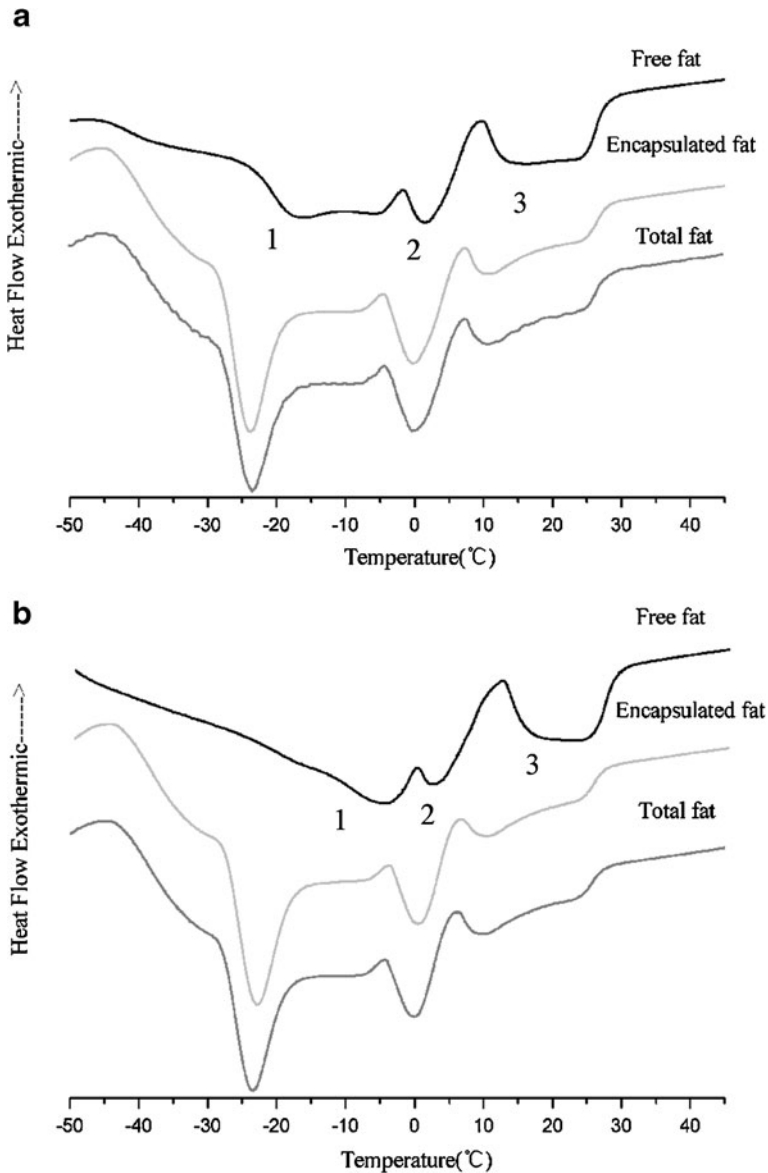 a
Free fat
Encapsulated fat
Total fat
Heat Flow Exothermic------>
1
2
3
-50 -40 -30 -20 -10 0 10 20 30 40
Temperature(℃)
b
Free fat
Encapsulated fat
Total fat
Heat Flow Exothermic------>
1
2
3
-50 -40 -30 -20 -10 0 10 20 30 40
Temperature(℃)